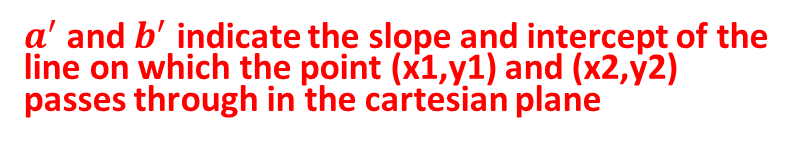 a′ and b′ indicate the slope and intercept of the
line on which the point (x1,y1) and (x2,y2)
passes through in the cartesian plane